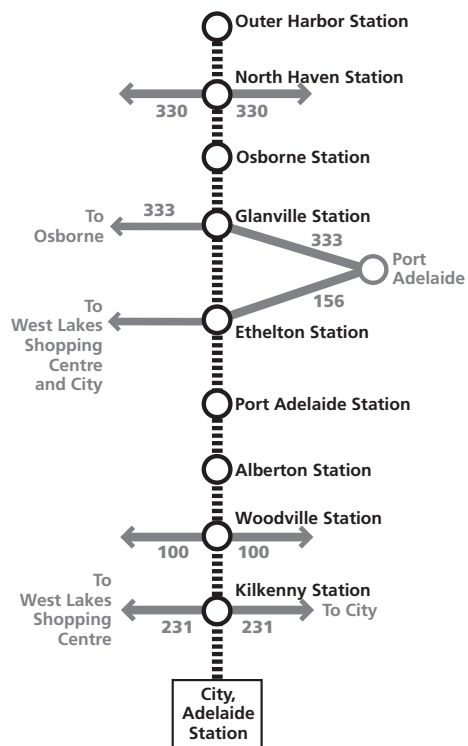 Outer Harbor Station
North Haven Station
330
330
Osborne Station
To
Osborne
333
Glanville Station
333
Port
Adelaide
156
To
West Lakes
Shopping
Centre
and City
Ethelton Station
Port Adelaide Station
Alberton Station
Woodville Station
100
100
To
West Lakes
Shopping
Centre
Kilkenny Station
231
231
To City
City,
Adelaide
Station